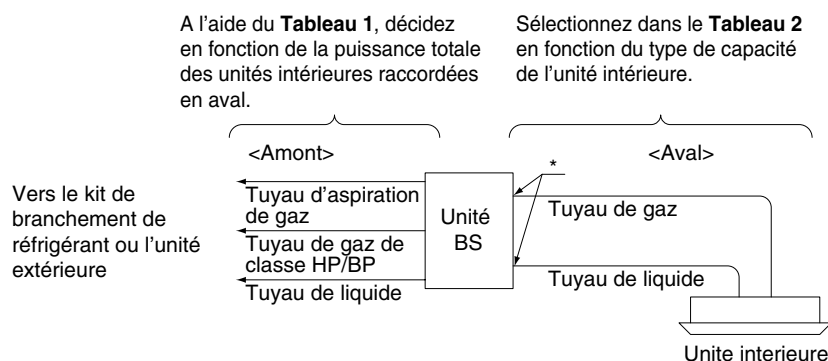 A l'aide du Tableau 1, décidez
en fonction de la puissance totale
des unités intérieures raccordées
en aval.
Sélectionnez dans le Tableau 2
en fonction du type de capacité
de l'unité intérieure.
<Amont>
*
<Aval>
Vers le kit de
branchement de
réfrigérant ou l'unité
extérieure
Tuyau d'aspiration
de gaz
Tuyau de gaz de
classe HP/BP
Tuyau de liquide
Unité
BS
Tuyau de gaz
Tuyau de liquide
Unite interieure